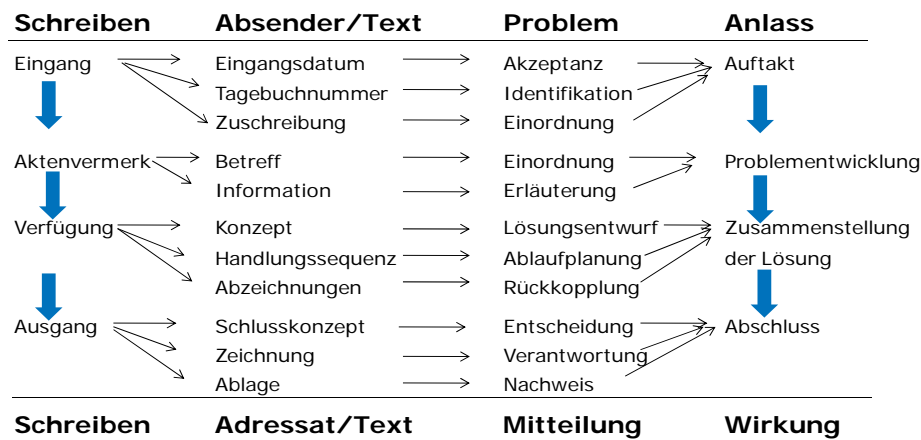 Schreiben Absender/Text Problem Anlass
Eingang Eingangsdatum Akzeptanz Auftakt
Tagebuchnummer Identifikation
Zuschreibung Einordnung
Aktenvermerk Betreff Einordnung Problementwicklung
Information Erläuterung
Verfügung Konzept Lösungsentwurf Zusammenstellung
Handlungssequenz Ablaufplanung der Lösung
Abzeichnungen Rückkopplung
Ausgang Schlusskonzept Entscheidung Abschluss
Zeichnung Verantwortung
Ablage Nachweis
Schreiben Adressat/Text Mitteilung Wirkung